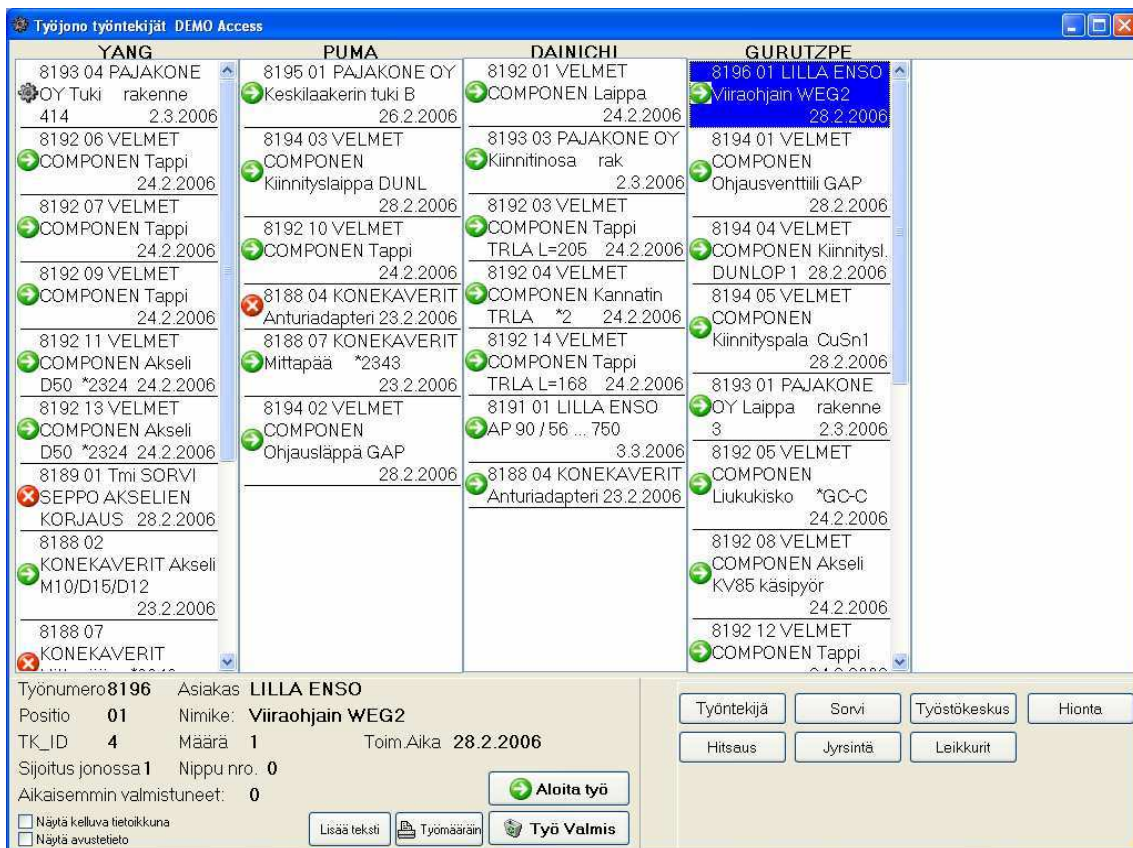 Työjono työntekijät DEMO Access
YANG
8193 04 PAJAKONE
OY Tuki rakenne
414 2.3.2006
8192 06 VELMET
COMPONEN Tappi
24.2.2006
8192 07 VELMET
COMPONEN Tappi
24.2.2006
8192 09 VELMET
COMPONEN Tappi
24.2.2006
8192 11 VELMET
COMPONEN Akseli
D50 *2324 24.2.2006
8192 13 VELMET
COMPONEN Akseli
D50 *2324 24.2.2006
8189 01 Tmi SORVI
SEPPO AKSELIEN
KORJAUS 28.2.2006
8188 02
KONEKAVERIT Akseli
M10/D15/D12
23.2.2006
8188 07
KONEKAVERIT
PUMA
8195 01 PAJAKONE OY
Keskilaakerin tuki B
26.2.2006
8194 03 VELMET
COMPONEN
Kiinnityslaippa DUNL
28.2.2006
8192 10 VELMET
COMPONEN Tappi
24.2.2006
8188 04 KONEKAVERIT
Anturiadapteri 23.2.2006
8188 07 KONEKAVERIT
Mittapää *2343
23.2.2006
8194 02 VELMET
COMPONEN
Ohjausläppä GAP
28.2.2006
DAINICHI
8192 01 VELMET
COMPONEN Laippa
24.2.2006
8193 03 PAJAKONE OY
Kiinnitinosa rak
2.3.2006
8192 03 VELMET
COMPONEN Tappi
TRLA L=205 24.2.2006
8192 04 VELMET
COMPONEN Kannatin
TRLA *2 24.2.2006
8192 14 VELMET
COMPONEN Tappi
TRLA L=168 24.2.2006
8191 01 LILLA ENSO
AP 90 / 56 ... 750
3.3.2006
8188 04 KONEKAVERIT
Anturiadapteri 23.2.2006
GURUTZPE
8196 01 LILLA ENSO
Viiraohjain WEG2
28.2.2006
8194 01 VELMET
COMPONEN
Ohjausventtiili GAP
28.2.2006
8194 04 VELMET
COMPONEN Kiinnitysl.
DUNLOP 1 28.2.2006
8194 05 VELMET
COMPONEN
Kiinnityspala CuSn1
28.2.2006
8193 01 PAJAKONE
OY Laippa rakenne
3 2.3.2006
8192 05 VELMET
COMPONEN
Liukukisko *GC-C
24.2.2006
8192 08 VELMET
COMPONEN Akseli
KV85 käsipyör
24.2.2006
8192 12 VELMET
COMPONEN Tappi
Työnumero 8196 Asiakas LILLA ENSO
Positio 01 Nimike: Viiraohjain WEG2
TK_ID 4 Määrä 1 Toim.Aika 28.2.2006
Sijoitus jonossa 1 Nippu nro. 0
Aikaisemmin valmistuneet: 0
Näytä kelluva tietoikkuna
Näytä avustetieto
Lisää teksti
Työmääräin
Aloita työ
Työ Valmis
Työntekijä Sorvi Työstökeskus Hionta
Hitsaus Jyrsintä Leikkurit